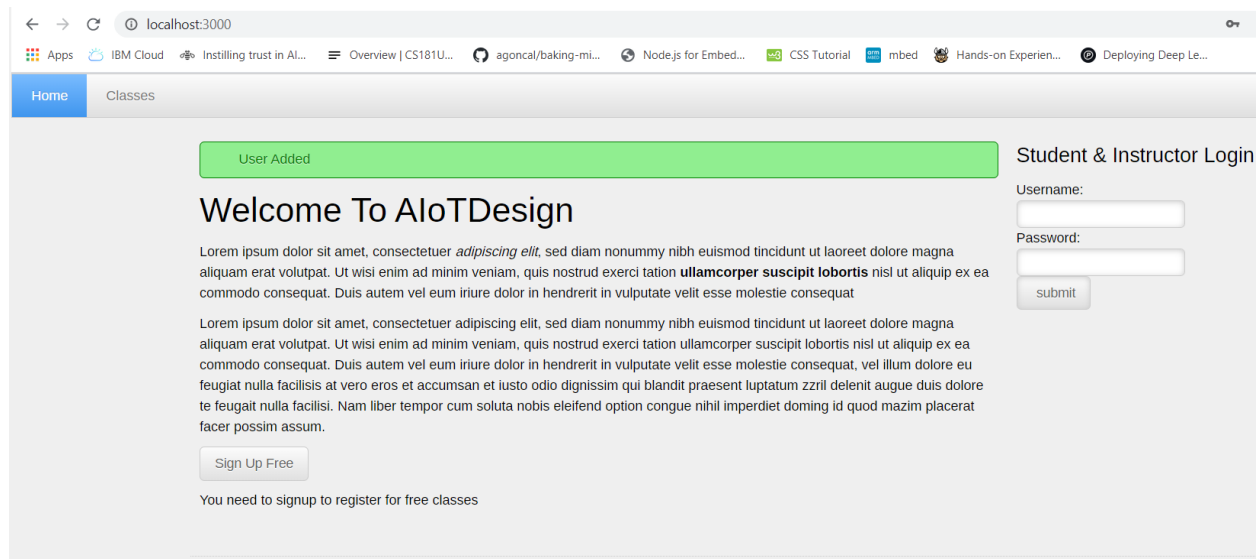 localhost:3000
Apps IBM Cloud Instilling trust in AI... Overview | CS181U... agoncal/baking-mi... Node.js for Embed... CSS Tutorial arm mbed mbed Hands-on Experien... Deploying Deep Le...
Home Classes
User Added
Student & Instructor Login
Welcome To AIoTDesign
Username:
Password:
submit
Lorem ipsum dolor sit amet, consectetuer adipiscing elit, sed diam nonummy nibh euismod tincidunt ut laoreet dolore magna
aliquam erat volutpat. Ut wisi enim ad minim veniam, quis nostrud exerci tation ullamcorper suscipit lobortis nisl ut aliquip ex ea
commodo consequat. Duis autem vel eum iriure dolor in hendrerit in vulputate velit esse molestie consequat
Lorem ipsum dolor sit amet, consectetuer adipiscing elit, sed diam nonummy nibh euismod tincidunt ut laoreet dolore magna
aliquam erat volutpat. Ut wisi enim ad minim veniam, quis nostrud exerci tation ullamcorper suscipit lobortis nisl ut aliquip ex ea
commodo consequat. Duis autem vel eum iriure dolor in hendrerit in vulputate velit esse molestie consequat, vel illum dolore eu
feugiat nulla facilisis at vero eros et accumsan et iusto odio dignissim qui blandit praesent luptatum zzril delenit augue duis dolore
te feugait nulla facilisi. Nam liber tempor cum soluta nobis eleifend option congue nihil imperdiet doming id quod mazim placerat
facer possim assum.
Sign Up Free
You need to signup to register for free classes